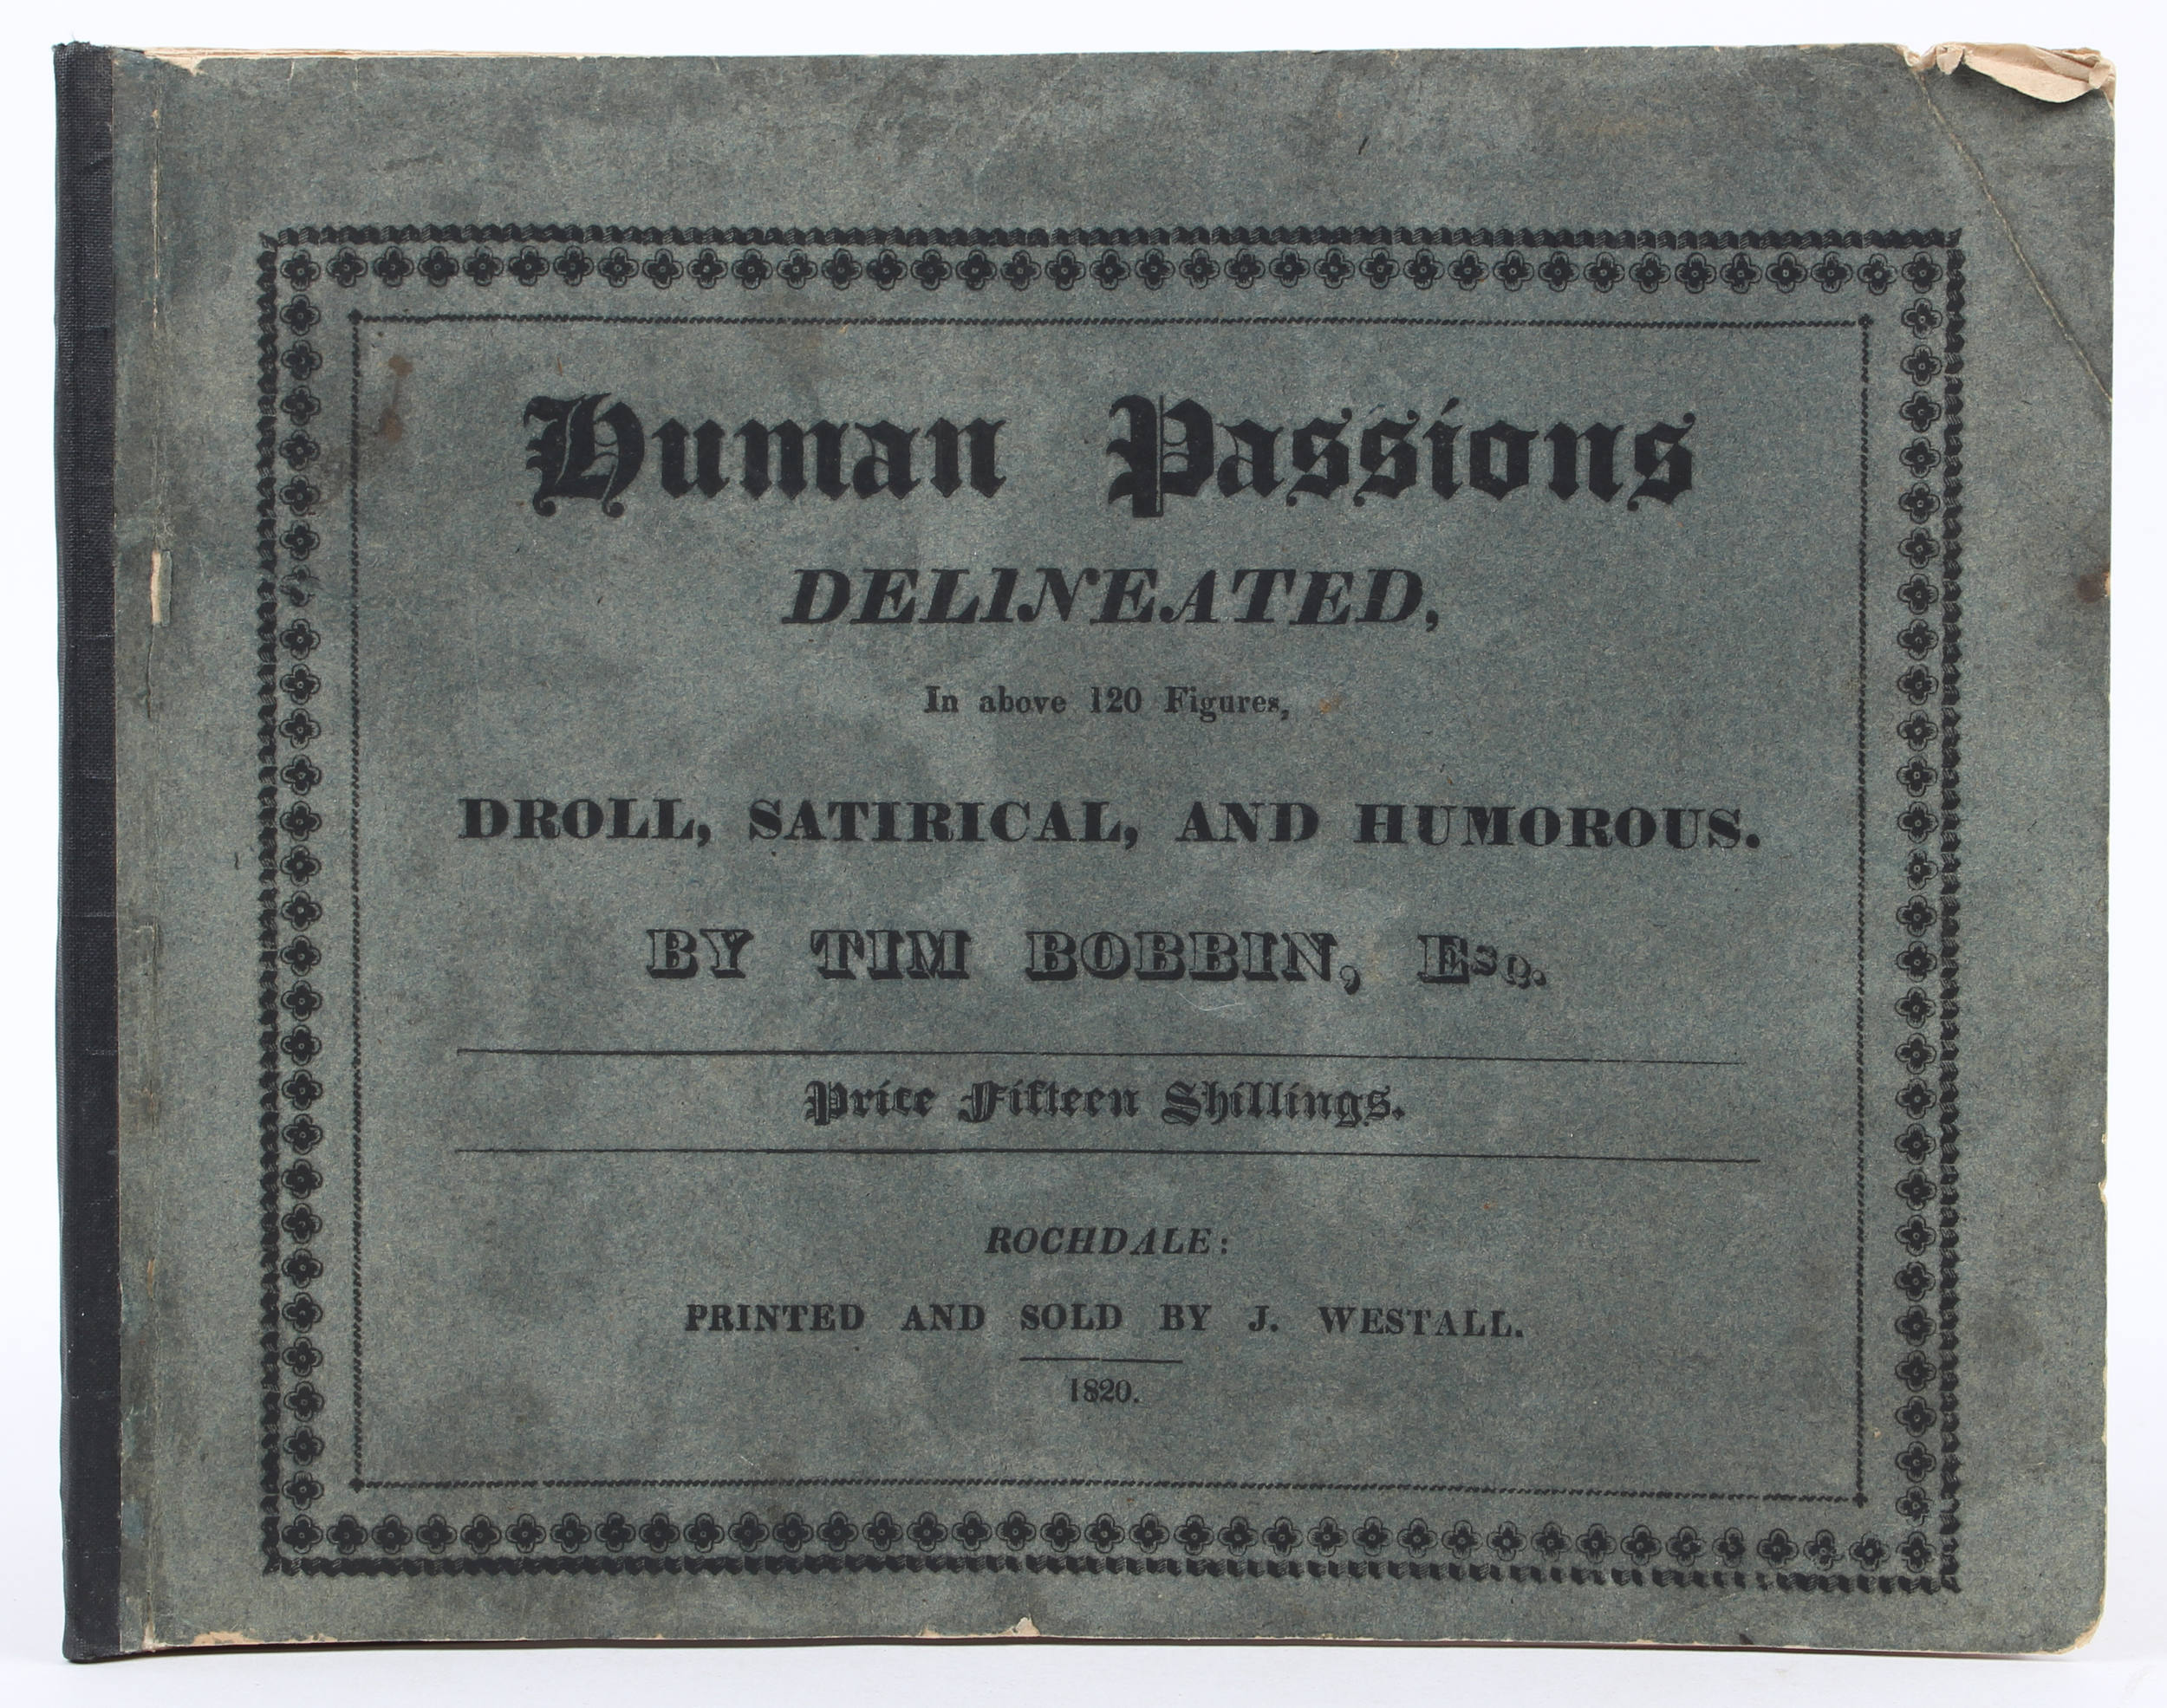 Human Passions
DELINEATED,
In above 120 Figures,
DROLL, SATIRICAL, AND HUMOROUS.
BY TIM BOBBIN, Esq.
Price Fifteen Shillings.
ROCHDALE:
PRINTED AND SOLD BY J. WESTALL.
1820.